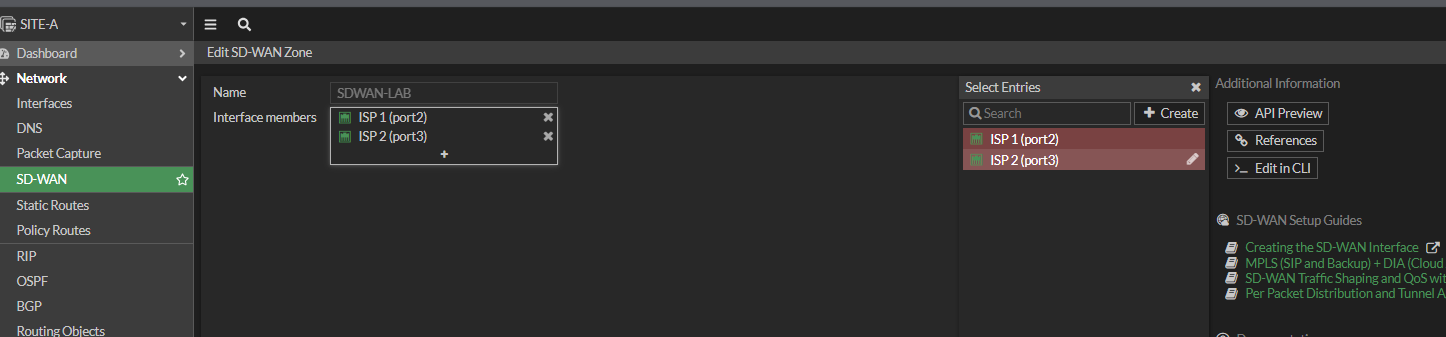 SITE-A
Dashboard
Network
Interfaces
DNS
Packet Capture
SD-WAN
Static Routes
Policy Routes
RIP
OSPF
BGP
Routing Objects
Edit SD-WAN Zone
Name
SDWAN-LAB
Interface members
ISP 1 (port2)
ISP 2 (port3)
Select Entries
Search
Create
ISP 1 (port2)
ISP 2 (port3)
Additional Information
API Preview
References
>_ Edit in CLI
SD-WAN Setup Guides
Creating the SD-WAN Interface
MPLS (SIP and Backup) + DIA (Cloud
SD-WAN Traffic Shaping and QoS wit
Per Packet Distribution and Tunnel A